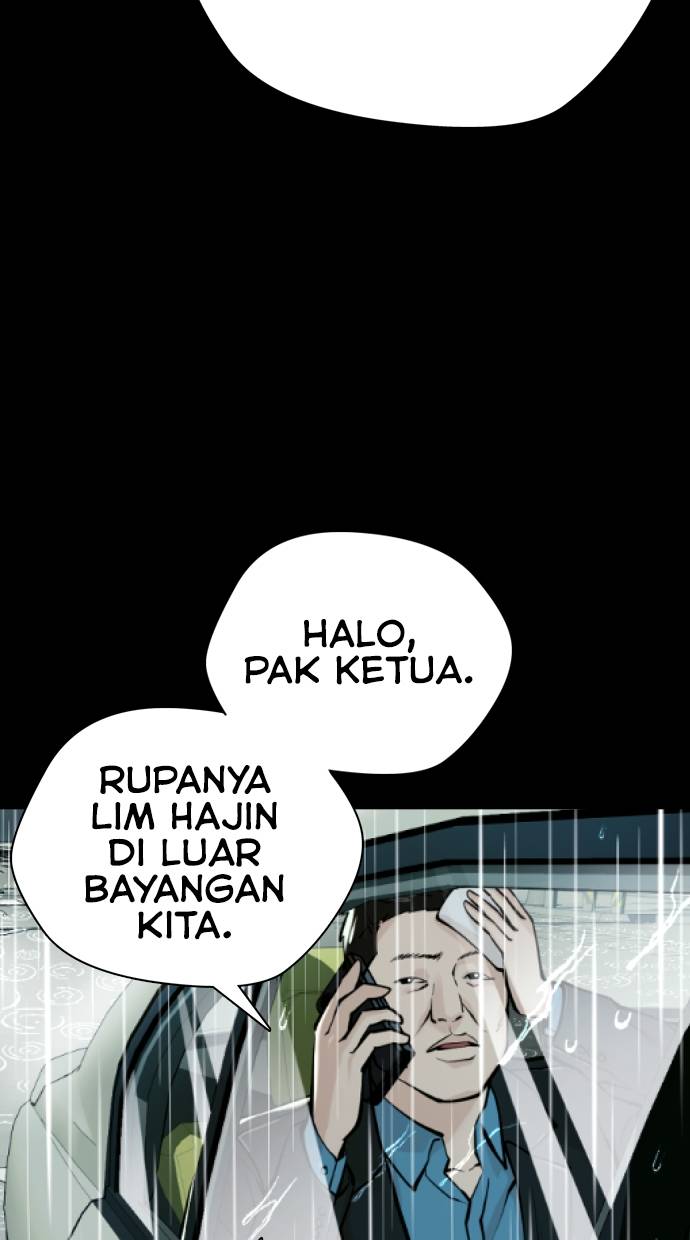 HALO,
PAK KETUA.
RUPANYA
LIM HAJIN
DI LUAR
BAYANGAN
KITA.